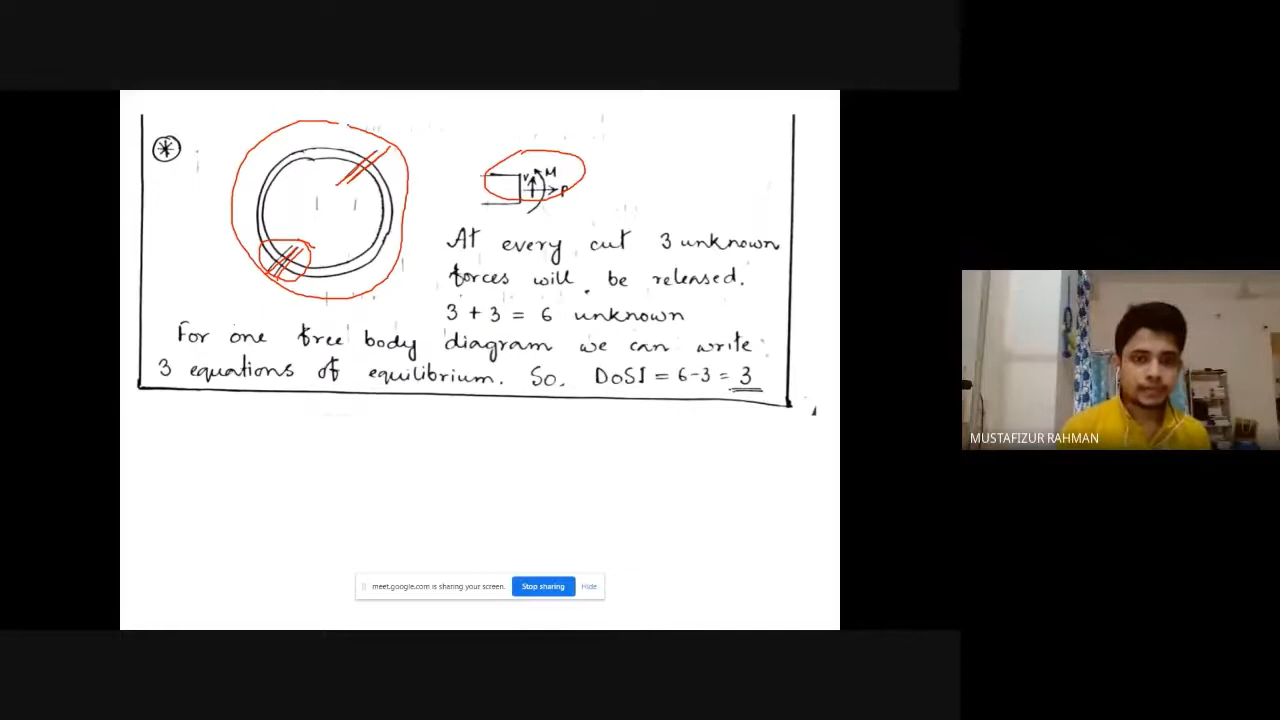 V M
P
At every cut 3 unknown
forces will be released.
3 + 3 = 6 unknown
For one free body diagram we can write
3 equations of equilibrium. So, DoSI = 6-3 = 3
MUSTAFIZUR RAHMAN
meet.google.com is sharing your screen. Stop sharing Hide